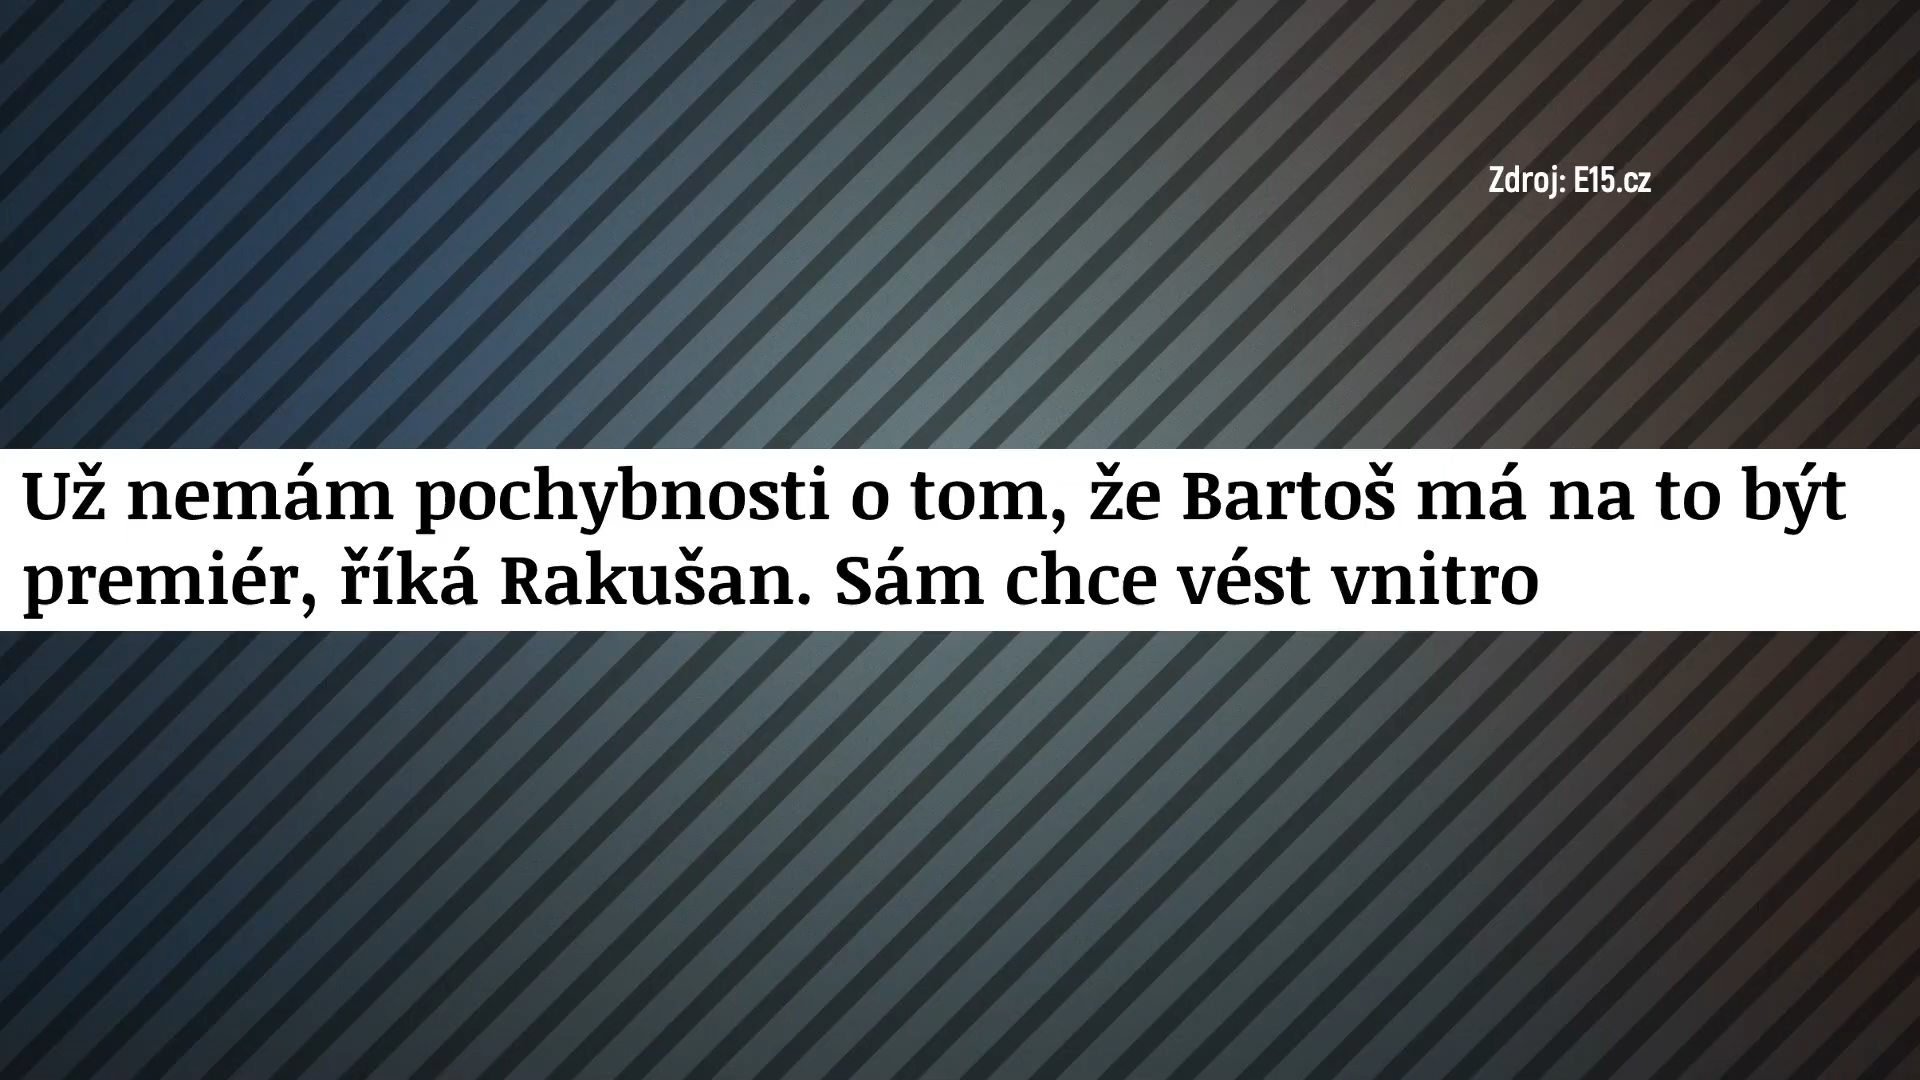 Zdroj: E15.cz
Už nemám pochybnosti o tom, že Bartoš má na to být
premiér, říká Rakušan. Sám chce vést vnitro